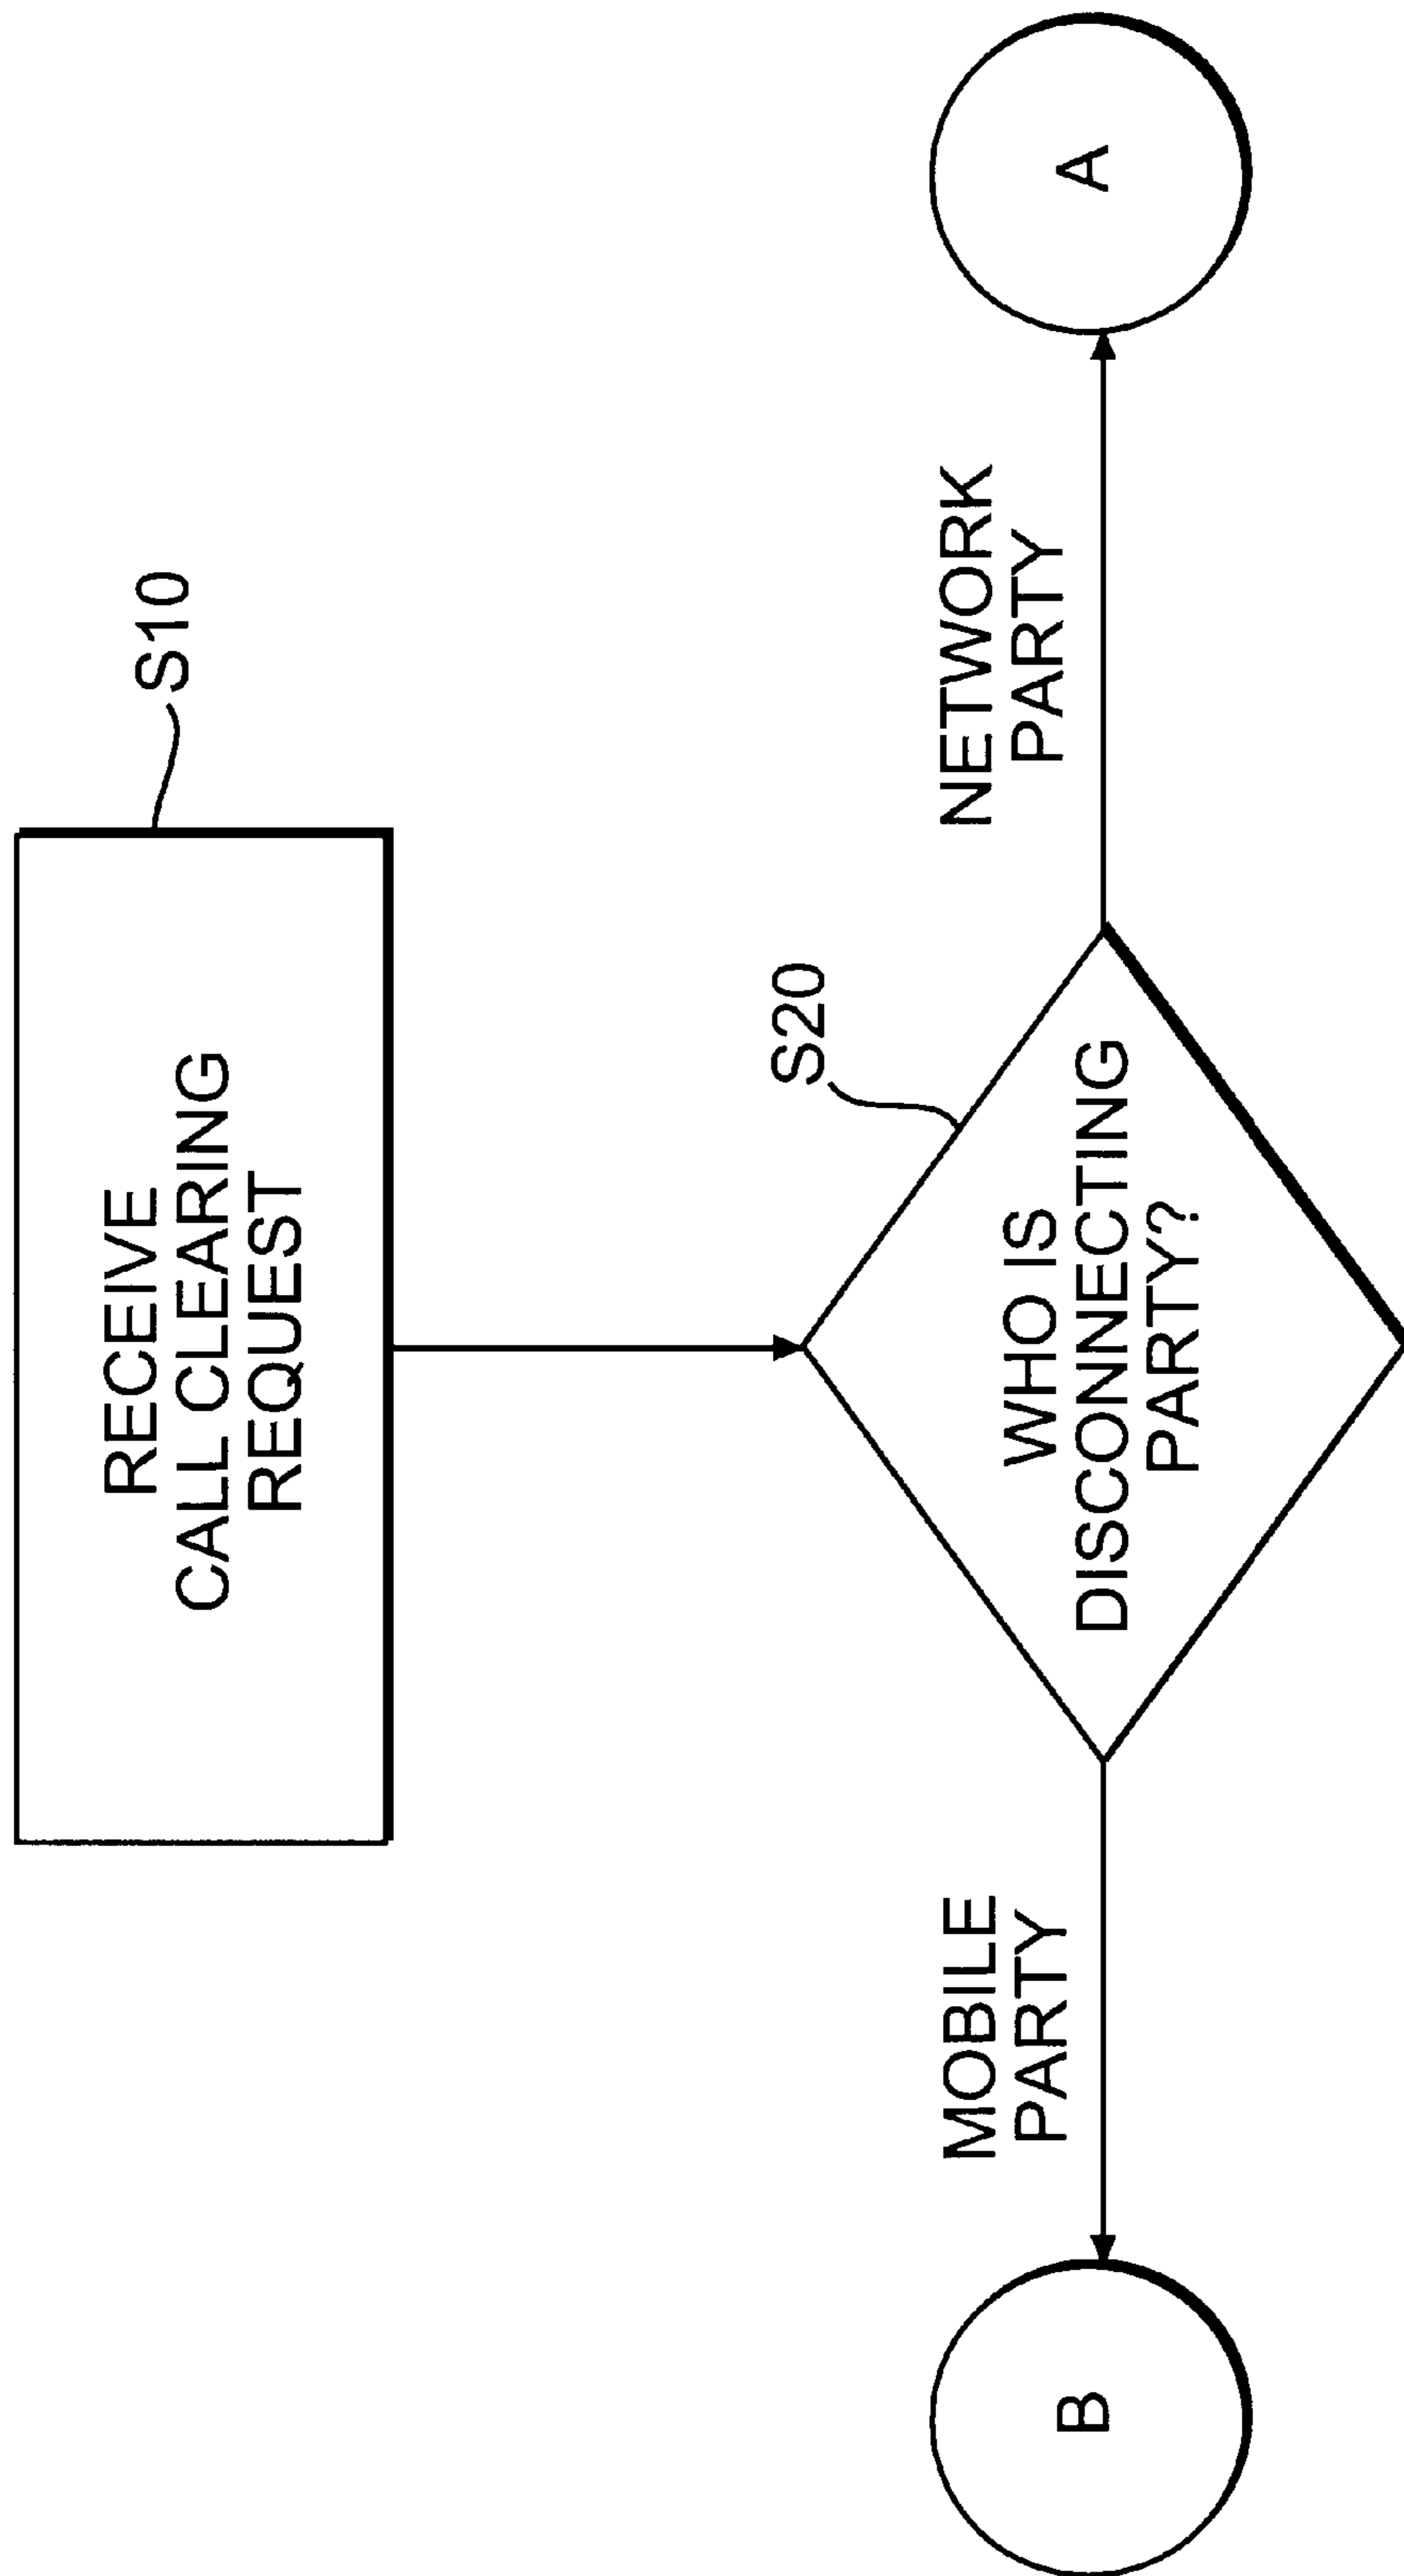 RECEIVE
CALL CLEARING
REQUEST
S10
S20
WHO IS
DISCONNECTING
PARTY?
MOBILE
PARTY
NETWORK
PARTY
B
A